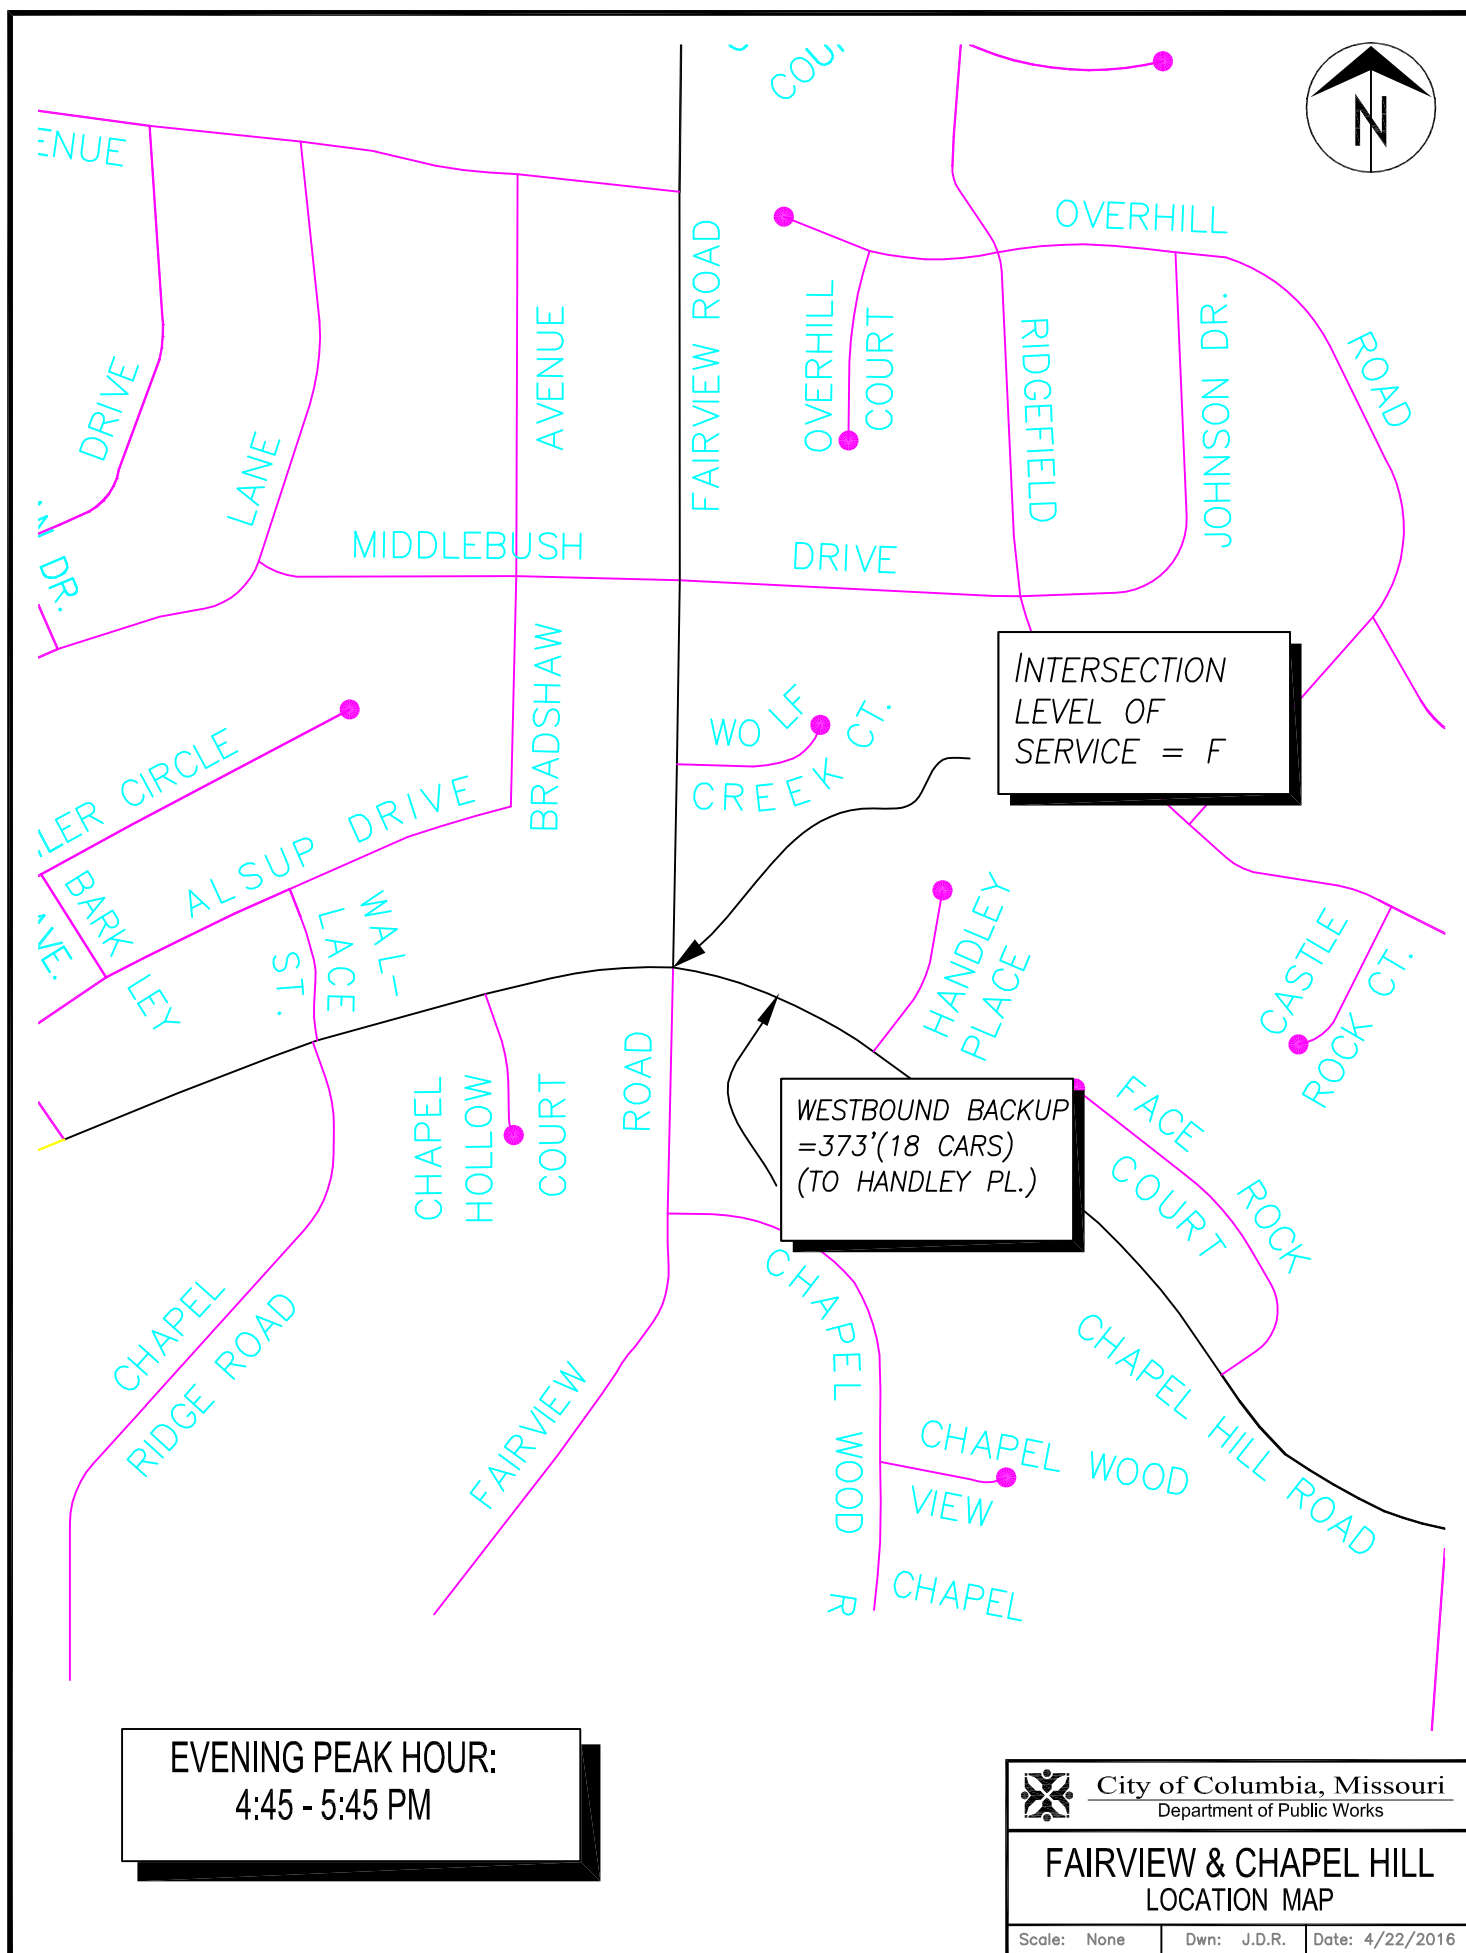 COU
N
ENUE
OVERHILL
FAIRVIEW ROAD
AVENUE
OVERHILL
COURT
RIDGEFIELD
JOHNSON DR.
ROAD
DRIVE
LANE
MIDDLEBUSH
DRIVE
DR.
BRADSHAW
INTERSECTION
LEVEL OF
SERVICE = F
WOLF
CREEK CT.
LER CIRCLE
ALSUP DRIVE
BARK
LEY
AVE.
WAL-
LACE
ST.
HANDLEY
PLACE
CASTLE
ROCK CT.
CHAPEL
HOLLOW
COURT
ROAD
WESTBOUND BACKUP
=373'(18 CARS)
(TO HANDLEY PL.)
FACE ROCK
COURT
CHAPEL
RIDGE ROAD
FAIRVIEW
CHAPEL WOOD R
CHAPEL HILL ROAD
CHAPEL WOOD
VIEW
CHAPEL
EVENING PEAK HOUR:
4:45 - 5:45 PM
City of Columbia, Missouri
Department of Public Works
FAIRVIEW & CHAPEL HILL
LOCATION MAP
Scale: None Dwn: J.D.R. Date: 4/22/2016